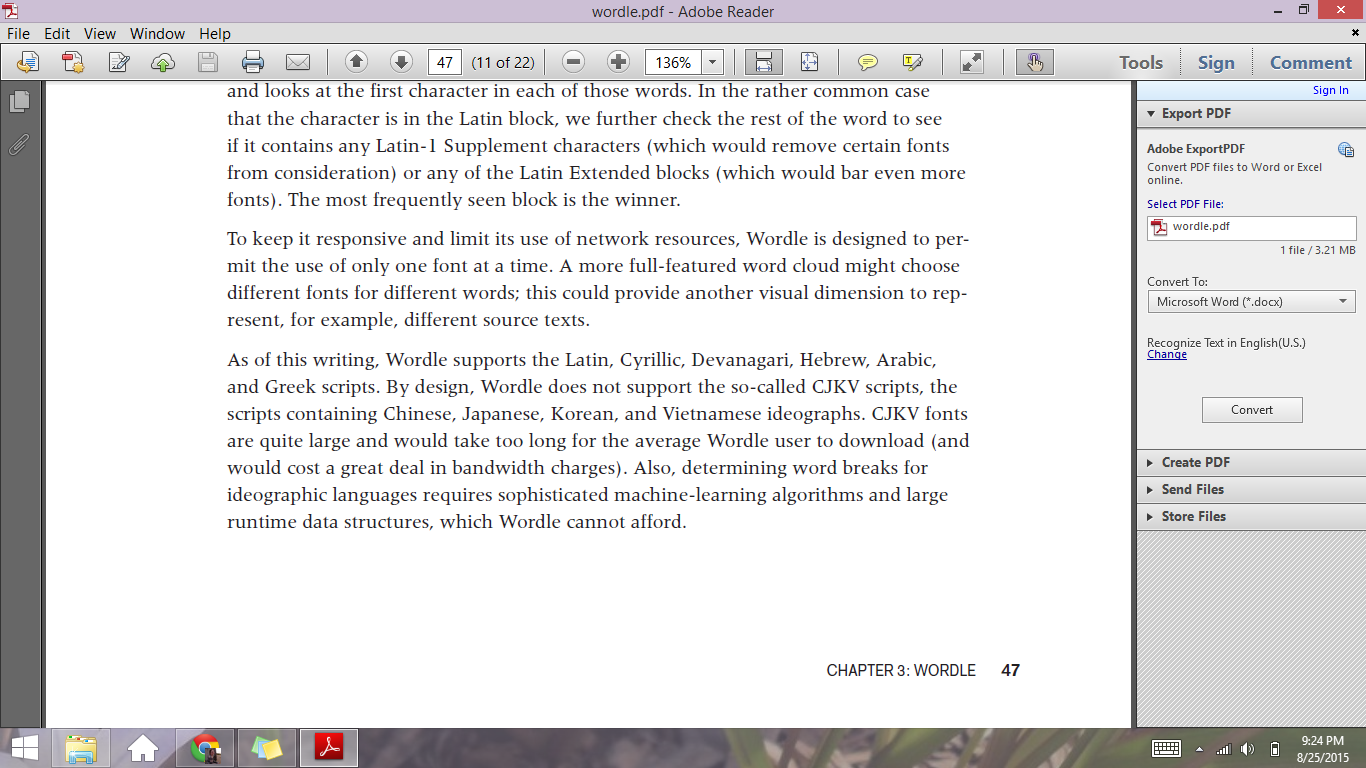 wordle.pdf - Adobe Reader
File Edit View Window Help
47 (11 of 22) 136% Tools Sign Comment
and looks at the first character in each of those words. In the rather common case
that the character is in the Latin block, we further check the rest of the word to see
if it contains any Latin-1 Supplement characters (which would remove certain fonts
from consideration) or any of the Latin Extended blocks (which would bar even more
fonts). The most frequently seen block is the winner.
To keep it responsive and limit its use of network resources, Wordle is designed to per-
mit the use of only one font at a time. A more full-featured word cloud might choose
different fonts for different words; this could provide another visual dimension to rep-
resent, for example, different source texts.
As of this writing, Wordle supports the Latin, Cyrillic, Devanagari, Hebrew, Arabic,
and Greek scripts. By design, Wordle does not support the so-called CJKV scripts, the
scripts containing Chinese, Japanese, Korean, and Vietnamese ideographs. CJKV fonts
are quite large and would take too long for the average Wordle user to download (and
would cost a great deal in bandwidth charges). Also, determining word breaks for
ideographic languages requires sophisticated machine-learning algorithms and large
runtime data structures, which Wordle cannot afford.
CHAPTER 3: WORDLE 47
Sign In
Export PDF
Adobe ExportPDF
Convert PDF files to Word or Excel
online.
Select PDF File:
wordle.pdf
1 file / 3.21 MB
Convert To:
Microsoft Word (*.docx)
Recognize Text in English(U.S.)
Change
Convert
Create PDF
Send Files
Store Files
9:24 PM
8/25/2015